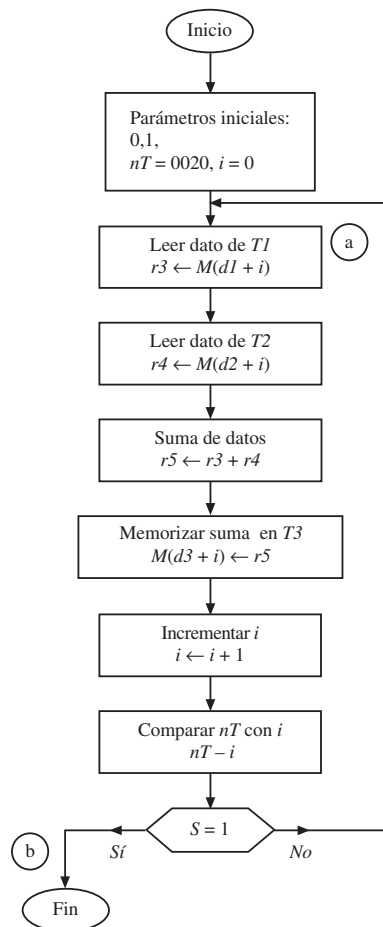 Inicio
Parámetros iniciales:
0,1,
nT = 0020, i = 0
a
Leer dato de T1
r3 ← M(d1 + i)
Leer dato de T2
r4 ← M(d2 + i)
Suma de datos
r5 ← r3 + r4
Memorizar suma en T3
M(d3 + i) ← r5
Incrementar i
i ← i + 1
Comparar nT con i
nT – i
S = 1
b
Sí
No
Fin